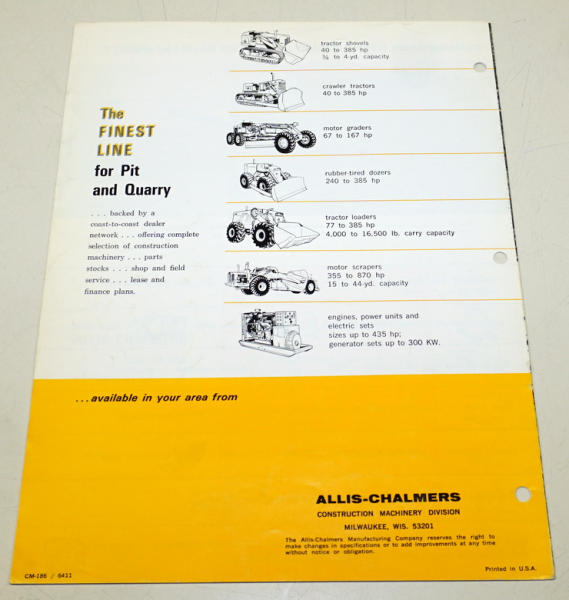 The
FINEST
LINE
for Pit
and Quarry
. . . backed by a
coast-to-coast dealer
network . . . offering complete
selection of construction
machinery . . . parts
stocks . . . shop and field
service . . . lease and
finance plans.
tractor shovels
40 to 385 hp
¾ to 4-yd. capacity
crawler tractors
40 to 385 hp
motor graders
67 to 167 hp
rubber-tired dozers
240 to 385 hp
tractor loaders
77 to 385 hp
4,000 to 16,500 lb. carry capacity
motor scrapers
355 to 870 hp
15 to 44-yd. capacity
engines, power units and
electric sets
sizes up to 435 hp;
generator sets up to 300 KW.
...available in your area from
ALLIS-CHALMERS
CONSTRUCTION MACHINERY DIVISION
MILWAUKEE, WIS. 53201
The Allis-Chalmers Manufacturing Company reserves the right to
make changes in specifications or to add improvements at any time
without notice or obligation.
CM-186 / 6411
Printed in U.S.A.